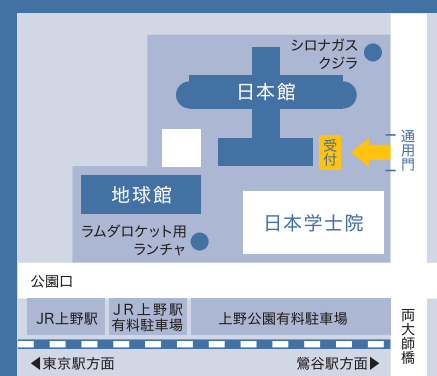 シロナガス
クジラ
日本館
受付
通用門
地球館
日本学士院
ラムダロケット用
ランチャ
公園口
JR上野駅
JR上野駅
有料駐車場
上野公園有料駐車場
両大師橋
◀東京駅方面
鶯谷駅方面▶